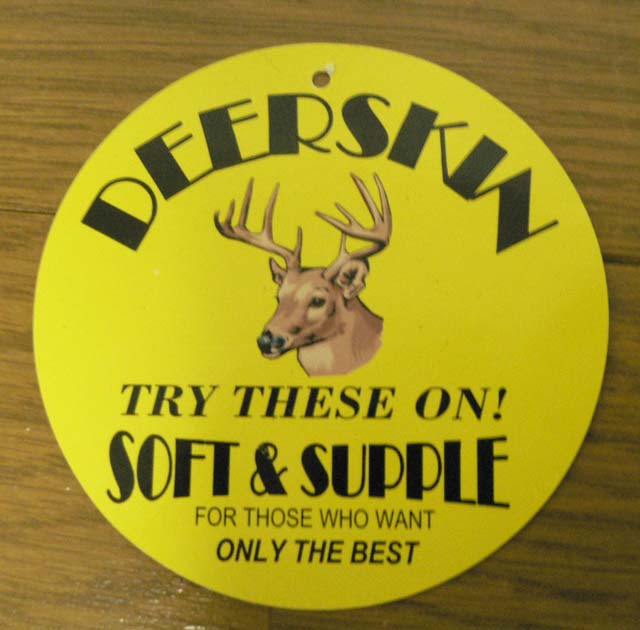 DEERSKIN
TRY THESE ON!
SOFT & SUPPLE
FOR THOSE WHO WANT
ONLY THE BEST